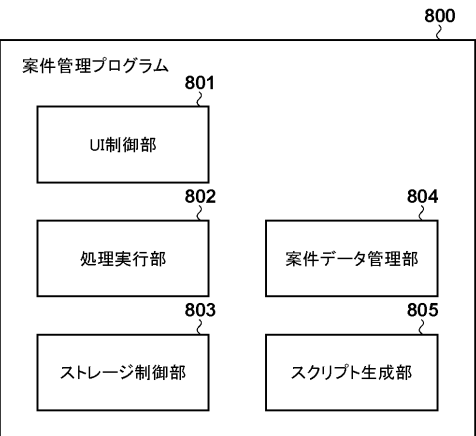 800
案件管理プログラム
801
UI制御部
802
処理実行部
804
案件データ管理部
803
ストレージ制御部
805
スクリプト生成部